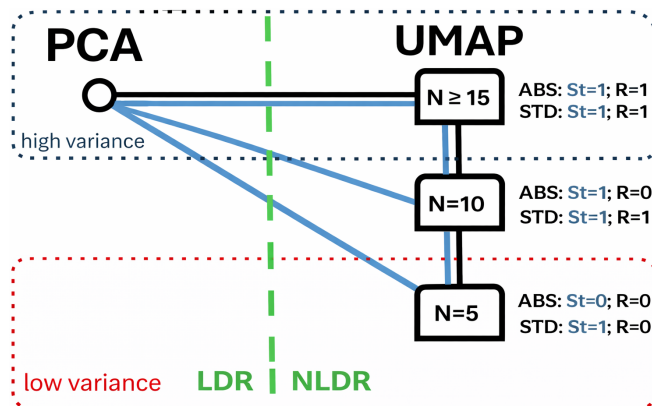 PCA
UMAP
N ≥ 15
ABS: St=1; R=1
STD: St=1; R=1
high variance
N=10
ABS: St=1; R=0
STD: St=1; R=1
N=5
ABS: St=0; R=0
STD: St=1; R=0
low variance
LDR
NLDR